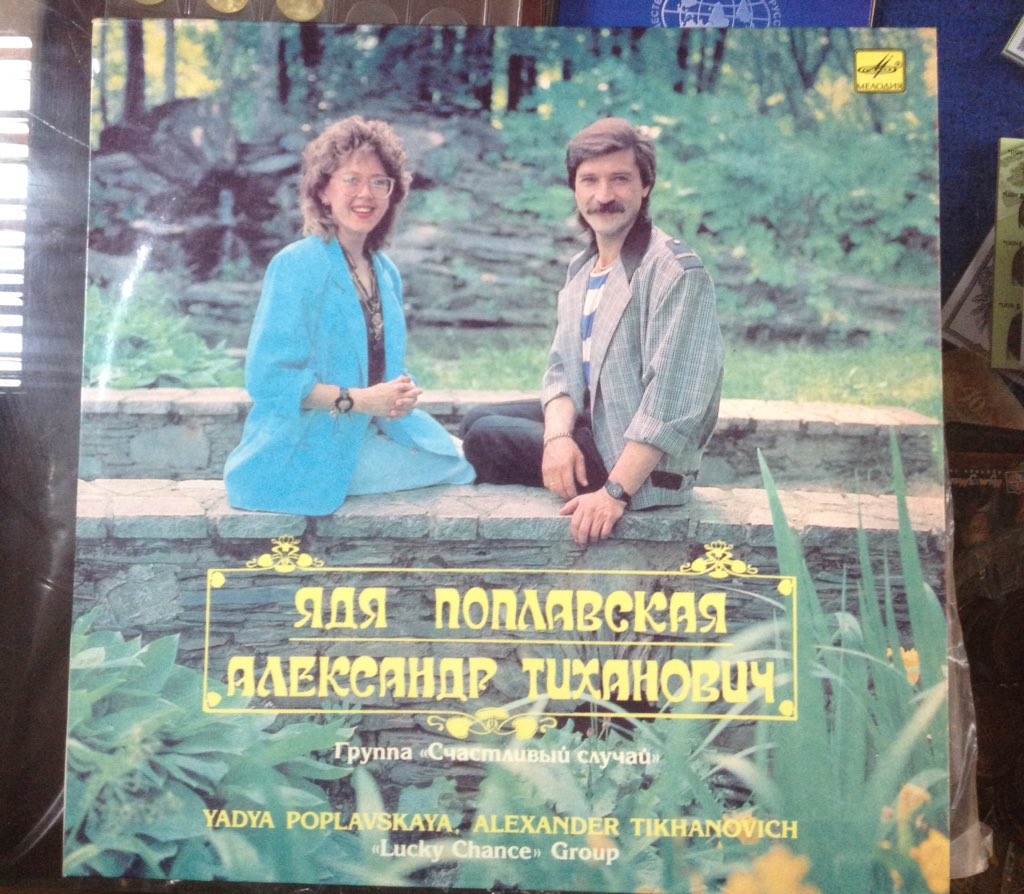 МЕЛОДИЯ
ЯДЯ ПОПЛАВСКАЯ
АЛЕКСАНДР ТИХАНОВИЧ
Группа «Счастливый случай»
YADYA POPLAVSKAYA, ALEXANDER TIKHANOVICH
«Lucky Chance» Group